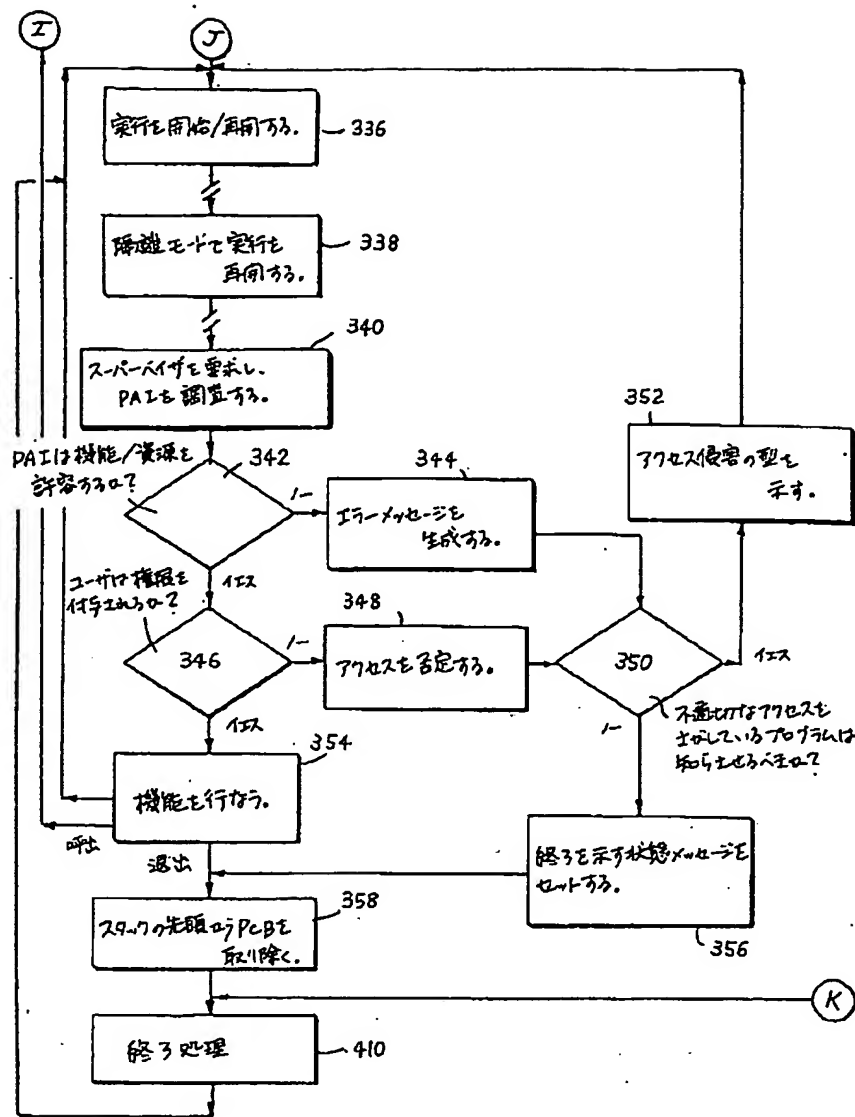 I
J
実行を開始/再開する。
336
隔離モードで実行を
再開する。
338
340
スーパーバイザを要求し、
PAIを調査する。
352
アクセス侵害の型を
示す。
PAIは機能/資源を
許容するか?
342
ノー
344
エラーメッセージを
生成する。
イエス
ユーザは権限を
付与されるか?
346
ノー
348
アクセスを否定する。
350
イエス
不適切なアクセスを
しているプログラムは
知らせるべきか?
ノー
イエス
354
機能を行なう。
呼出
退出
終了を示す状態メッセージを
セットする。
356
358
スタックの先頭からPCBを
取り除く。
K
終了処理
410